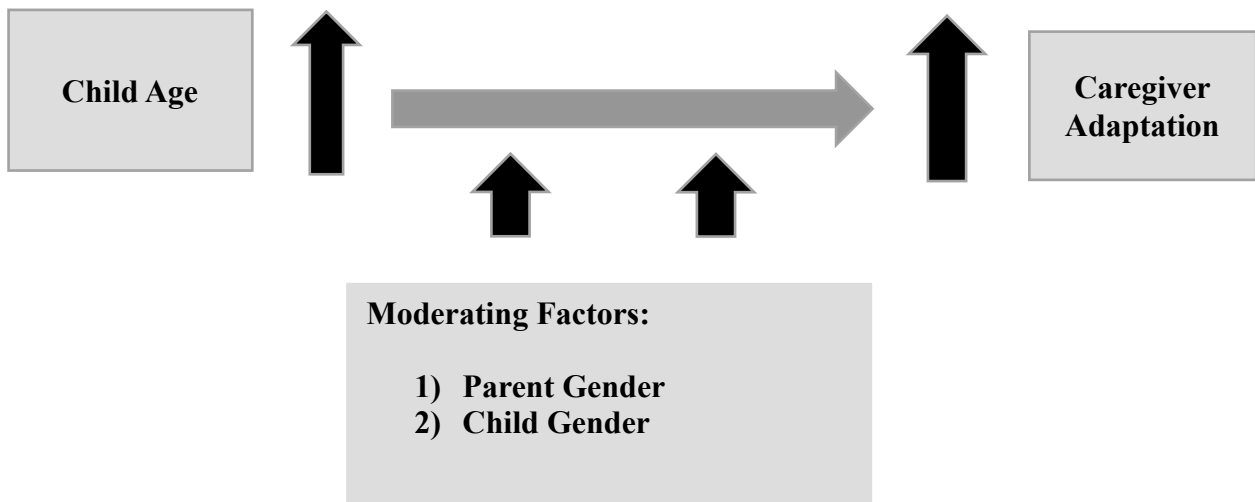 Child Age
Caregiver
Adaptation
Moderating Factors:
1) Parent Gender
2) Child Gender